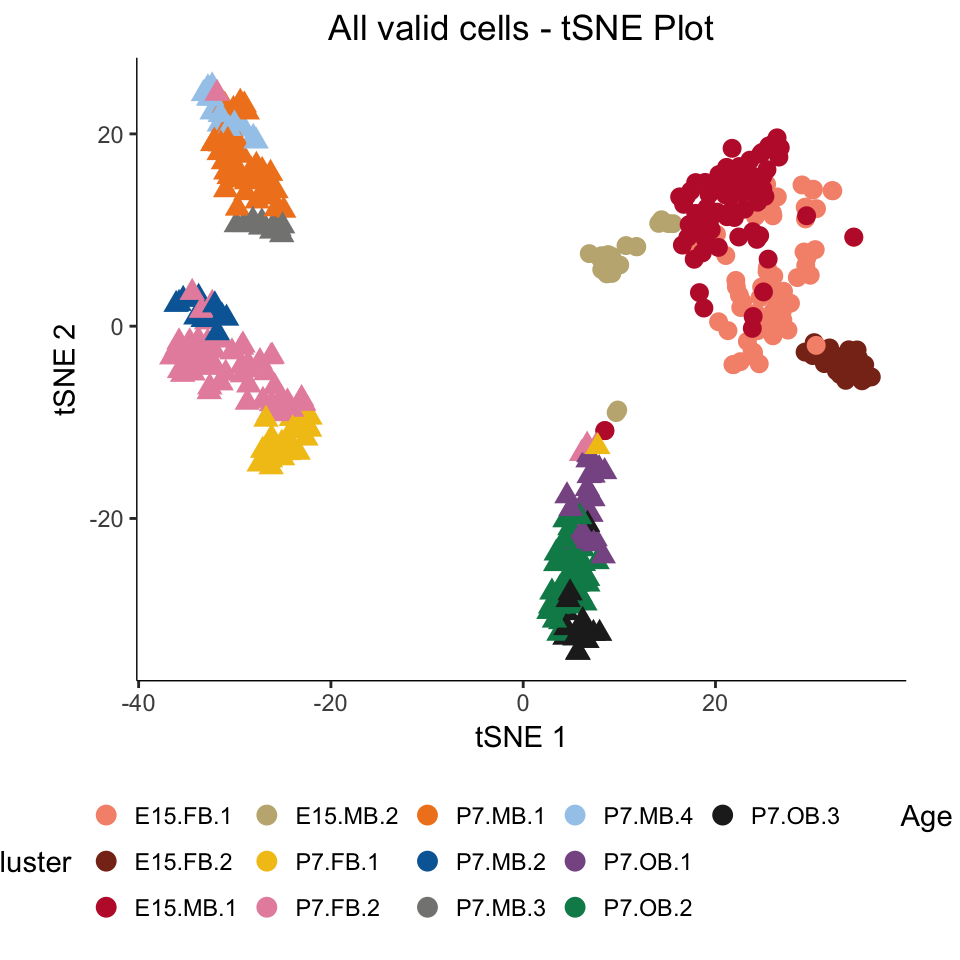 All valid cells - tSNE Plot
20
0
-20
tSNE 2
-40 -20 0 20
tSNE 1
E15.FB.1 E15.MB.2 P7.MB.1 P7.MB.4 P7.OB.3 Age
luster E15.FB.2 P7.FB.1 P7.MB.2 P7.OB.1
E15.MB.1 P7.FB.2 P7.MB.3 P7.OB.2